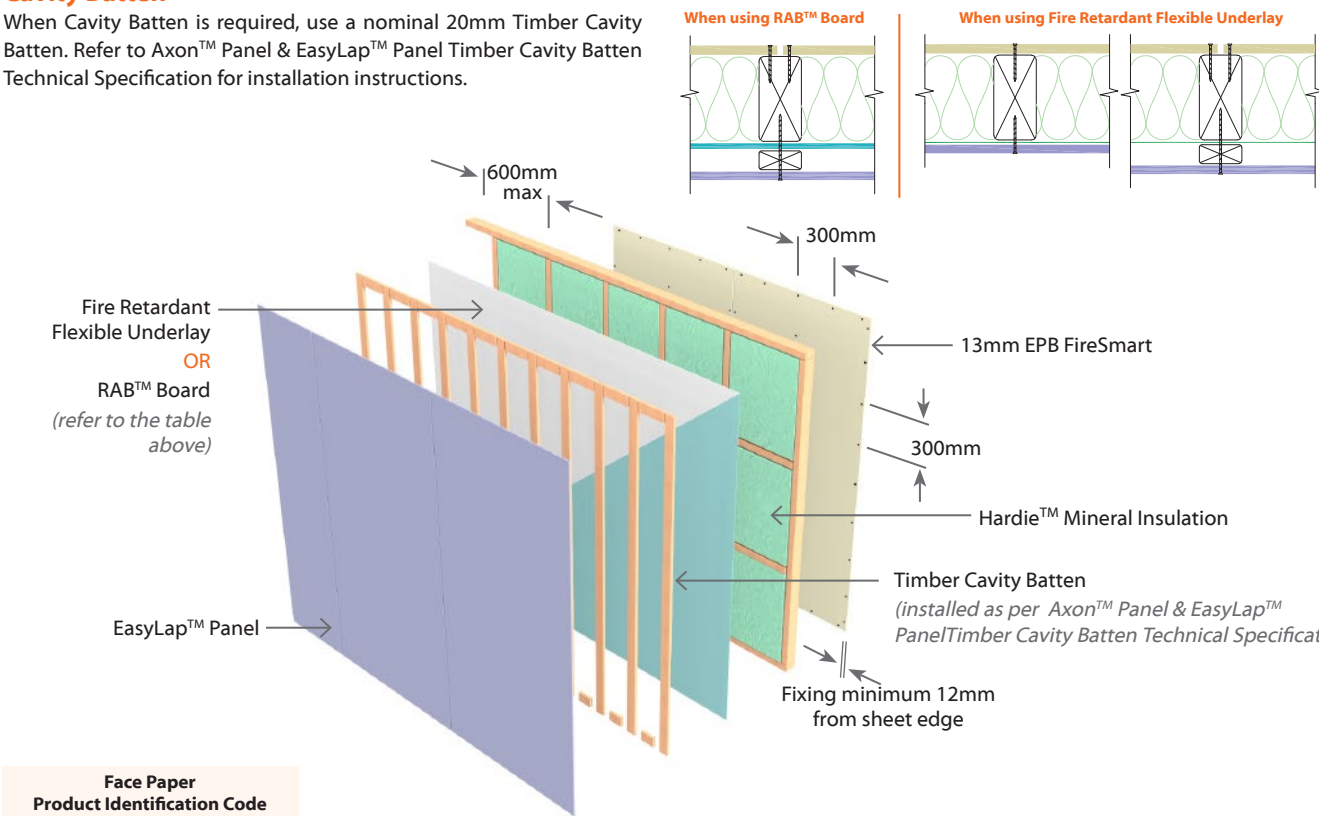 Cavity Batten
When Cavity Batten is required, use a nominal 20mm Timber Cavity
Batten. Refer to Axon™ Panel & EasyLap™ Panel Timber Cavity Batten
Technical Specification for installation instructions.
When using RAB™ Board
When using Fire Retardant Flexible Underlay
600mm
max
300mm
Fire Retardant
Flexible Underlay
OR
RAB™ Board
(refer to the table
above)
13mm EPB FireSmart
300mm
Hardie™ Mineral Insulation
Timber Cavity Batten
(installed as per Axon™ Panel & EasyLap™
PanelTimber Cavity Batten Technical Specificat
EasyLap™ Panel
Fixing minimum 12mm
from sheet edge
Face Paper
Product Identification Code